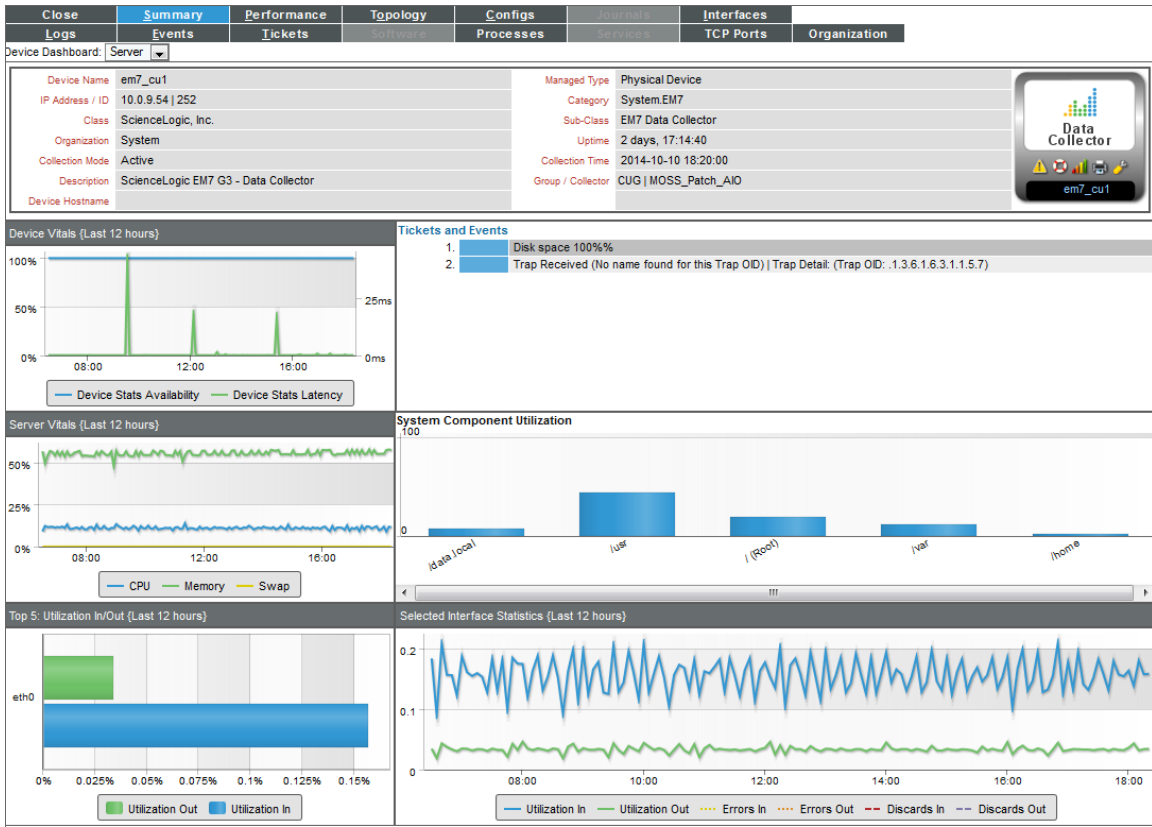 Close Summary Performance Topology Configs Journals Interfaces
Logs Events Tickets Software Processes Services TCP Ports Organization
Device Dashboard: Server
Device Name em7_cu1 Managed Type Physical Device
IP Address / ID 10.0.9.54 | 252 Category System.EM7
Class ScienceLogic, Inc. Sub-Class EM7 Data Collector
Organization System Uptime 2 days, 17:14:40
Collection Mode Active Collection Time 2014-10-10 18:20:00
Description ScienceLogic EM7 G3 - Data Collector Group / Collector CUG | MOSS_Patch_AIO
Device Hostname
Data
Collector
em7_cu1
Device Vitals {Last 12 hours}
100%
50%
0%
25ms
0ms
08:00 12:00 16:00
Device Stats Availability Device Stats Latency
Tickets and Events
1. Disk space 100%%
2. Trap Received (No name found for this Trap OID) | Trap Detail: (Trap OID: .1.3.6.1.6.3.1.1.5.7)
Server Vitals {Last 12 hours}
50%
25%
0%
08:00 12:00 16:00
CPU Memory Swap
System Component Utilization
100
0
/data.local /usr / (Root) /var /home
Top 5: Utilization In/Out {Last 12 hours}
eth0
0% 0.025% 0.05% 0.075% 0.1% 0.125% 0.15%
Utilization Out Utilization In
Selected Interface Statistics {Last 12 hours}
0.2
0.1
0
08:00 10:00 12:00 14:00 16:00 18:00
Utilization In Utilization Out Errors In Errors Out Discards In Discards Out